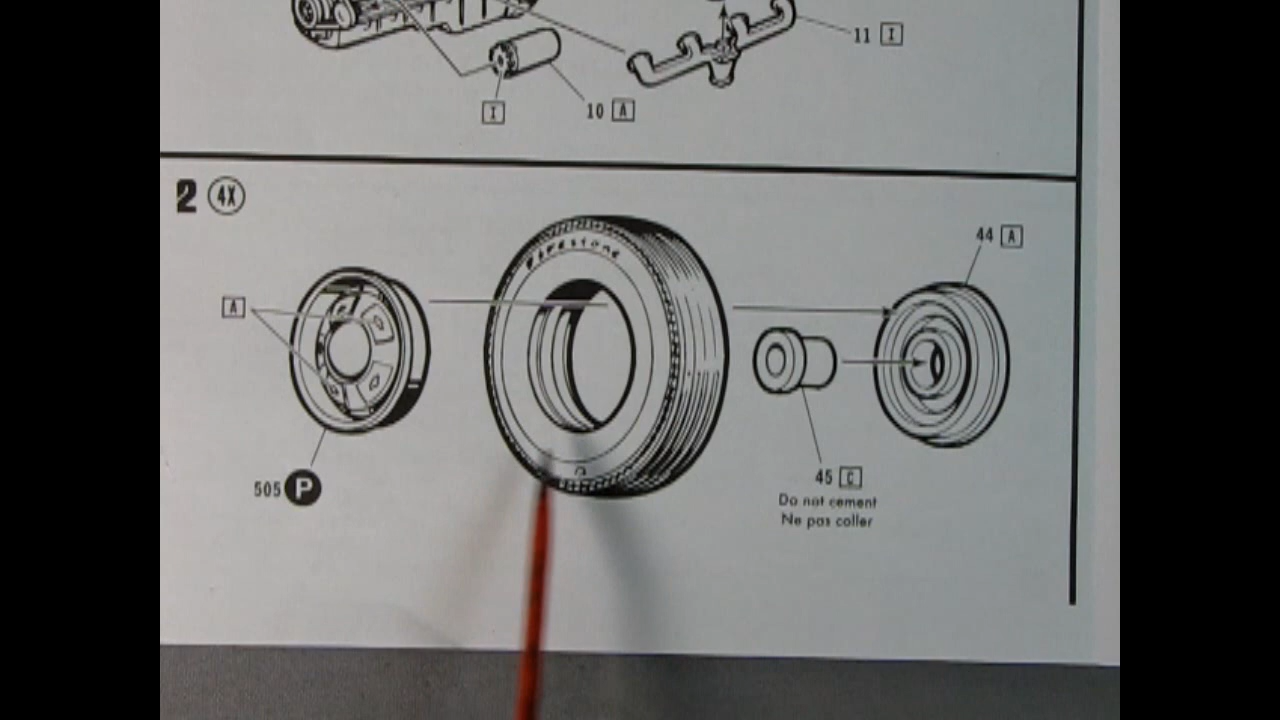 11 I
I
10 A
2 4X
Firestone
44 A
A
505 P
45 C
Do not cement
Ne pas coller